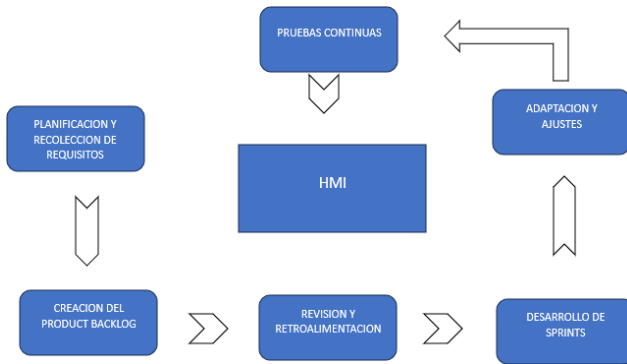 PRUEBAS CONTINUAS
PLANIFICACION Y
RECOLECCION DE
REQUISITOS
ADAPTACION Y
AJUSTES
HMI
CREACION DEL
PRODUCT BACKLOG
REVISION Y
RETROALIMENTACION
DESARROLLO DE
SPRINTS